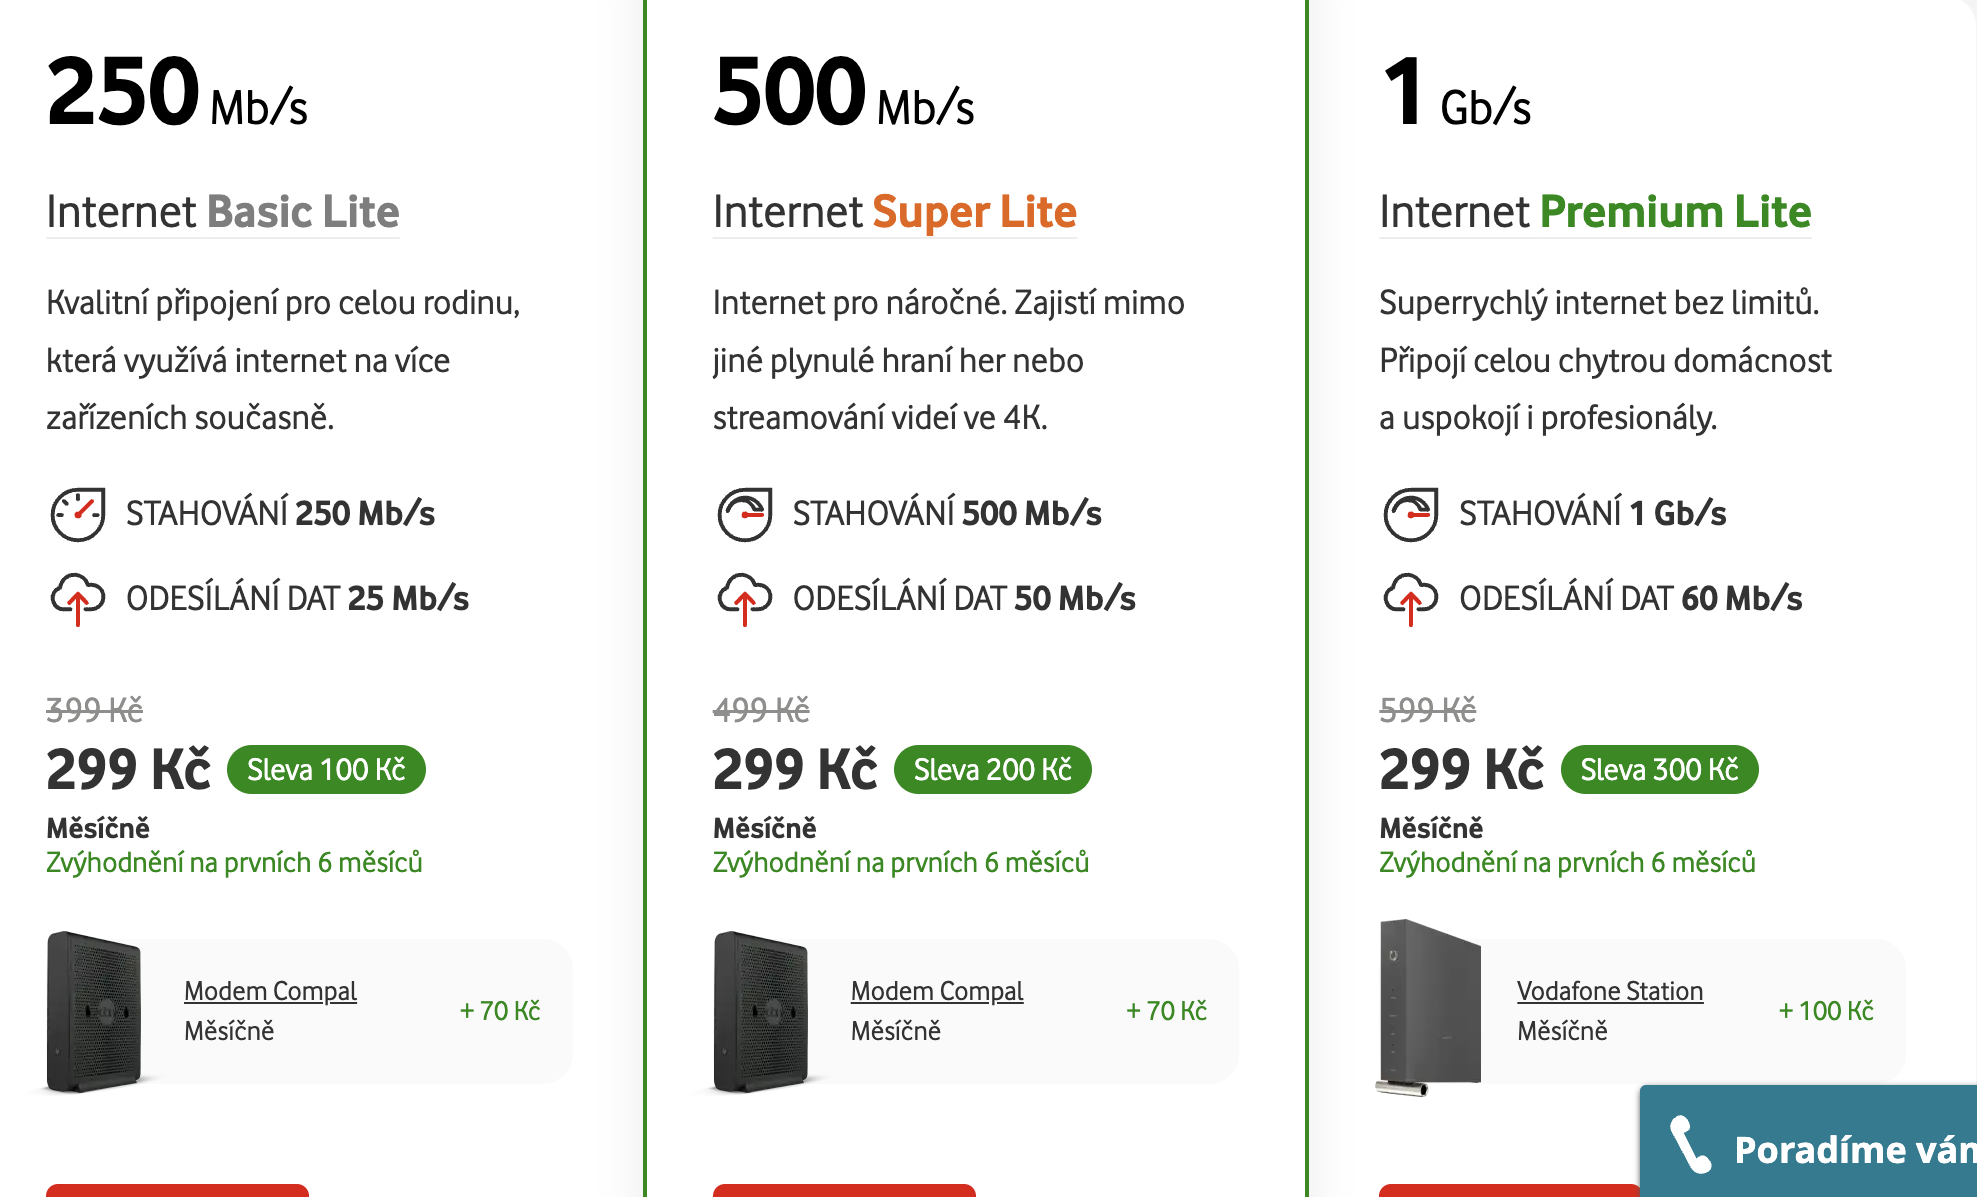 250 Mb/s
Internet Basic Lite
Kvalitní připojení pro celou rodinu,
která využívá internet na více
zařízeních současně.
STAHOVÁNÍ 250 Mb/s
ODESÍLÁNÍ DAT 25 Mb/s
399 Kč
299 Kč Sleva 100 Kč
Měsíčně
Zvýhodnění na prvních 6 měsíců
Modem Compal
Měsíčně
+ 70 Kč
500 Mb/s
Internet Super Lite
Internet pro náročné. Zajistí mimo
jiné plynulé hraní her nebo
streamování videí ve 4K.
STAHOVÁNÍ 500 Mb/s
ODESÍLÁNÍ DAT 50 Mb/s
499 Kč
299 Kč Sleva 200 Kč
Měsíčně
Zvýhodnění na prvních 6 měsíců
Modem Compal
Měsíčně
+ 70 Kč
1 Gb/s
Internet Premium Lite
Superrychlý internet bez limitů.
Připojí celou chytrou domácnost
a uspokojí i profesionály.
STAHOVÁNÍ 1 Gb/s
ODESÍLÁNÍ DAT 60 Mb/s
599 Kč
299 Kč Sleva 300 Kč
Měsíčně
Zvýhodnění na prvních 6 měsíců
Vodafone Station
Měsíčně
+ 100 Kč
Poradíme